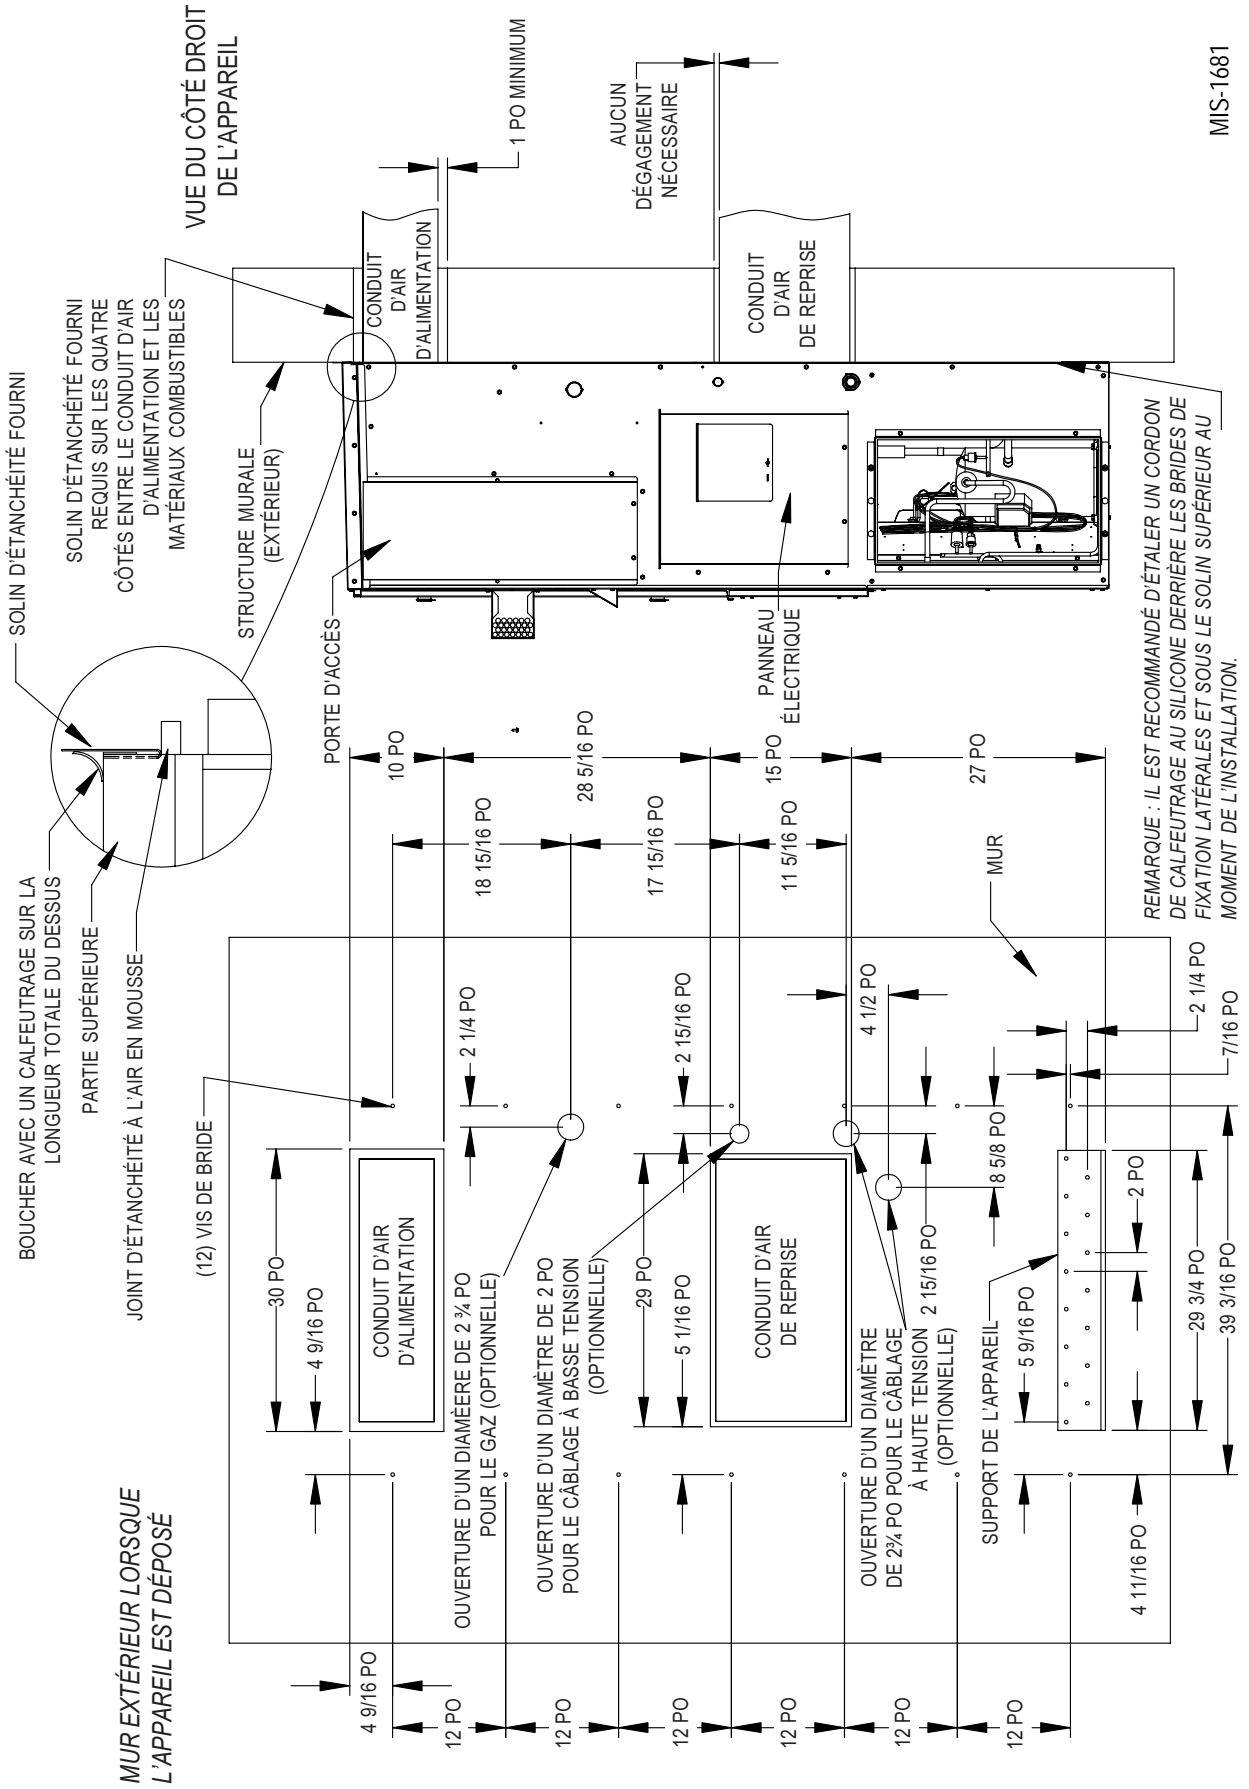 MUR EXTÉRIEUR LORSQUE
L'APPAREIL EST DÉPOSÉ
BOUCHER AVEC UN CALFEUTRAGE SUR LA
LONGUEUR TOTALE DU DESSUS
PARTIE SUPÉRIEURE
JOINT D'ÉTANCHÉITÉ À L'AIR EN MOUSSE
(12) VIS DE BRIDE
SOLIN D'ÉTANCHÉITÉ FOURNI
SOLIN D'ÉTANCHÉITÉ FOURNI
REQUIS SUR LES QUATRE
CÔTÉS ENTRE LE CONDUIT D'AIR
D'ALIMENTATION ET LES
MATÉRIAUX COMBUSTIBLES
VUE DU CÔTÉ DROIT
DE L'APPAREIL
STRUCTURE MURALE
(EXTÉRIEUR)
PORTE D'ACCÈS
CONDUIT
D'AIR
D'ALIMENTATION
1 PO MINIMUM
AUCUN
DÉGAGEMENT
NÉCESSAIRE
CONDUIT
D'AIR
DE REPRISE
PANNEAU
ÉLECTRIQUE
30 PO
4 9/16 PO
CONDUIT D'AIR
D'ALIMENTATION
4 9/16 PO
12 PO
12 PO
12 PO
12 PO
12 PO
12 PO
10 PO
28 5/16 PO
15 PO
27 PO
18 15/16 PO
17 15/16 PO
11 5/16 PO
2 1/4 PO
OUVERTURE D'UN DIAMÈERE DE 2 ¾ PO
POUR LE GAZ (OPTIONNELLE)
OUVERTURE D'UN DIAMÈTRE DE 2 PO
POUR LE CÂBLAGE À BASSE TENSION
(OPTIONNELLE)
2 15/16 PO
29 PO
5 1/16 PO
CONDUIT D'AIR
DE REPRISE
4 1/2 PO
OUVERTURE D'UN DIAMÈTRE
DE 2¾ PO POUR LE CÂBLAGE
À HAUTE TENSION
(OPTIONNELLE)
2 15/16 PO
8 5/8 PO
MUR
SUPPORT DE L'APPAREIL
5 9/16 PO
2 PO
4 11/16 PO
29 3/4 PO
39 3/16 PO
2 1/4 PO
7/16 PO
REMARQUE : IL EST RECOMMANDÉ D'ÉTALER UN CORDON
DE CALFEUTRAGE AU SILICONE DERRIÈRE LES BRIDES DE
FIXATION LATÉRALES ET SOUS LE SOLIN SUPÉRIEUR AU
MOMENT DE L'INSTALLATION.
MIS-1681